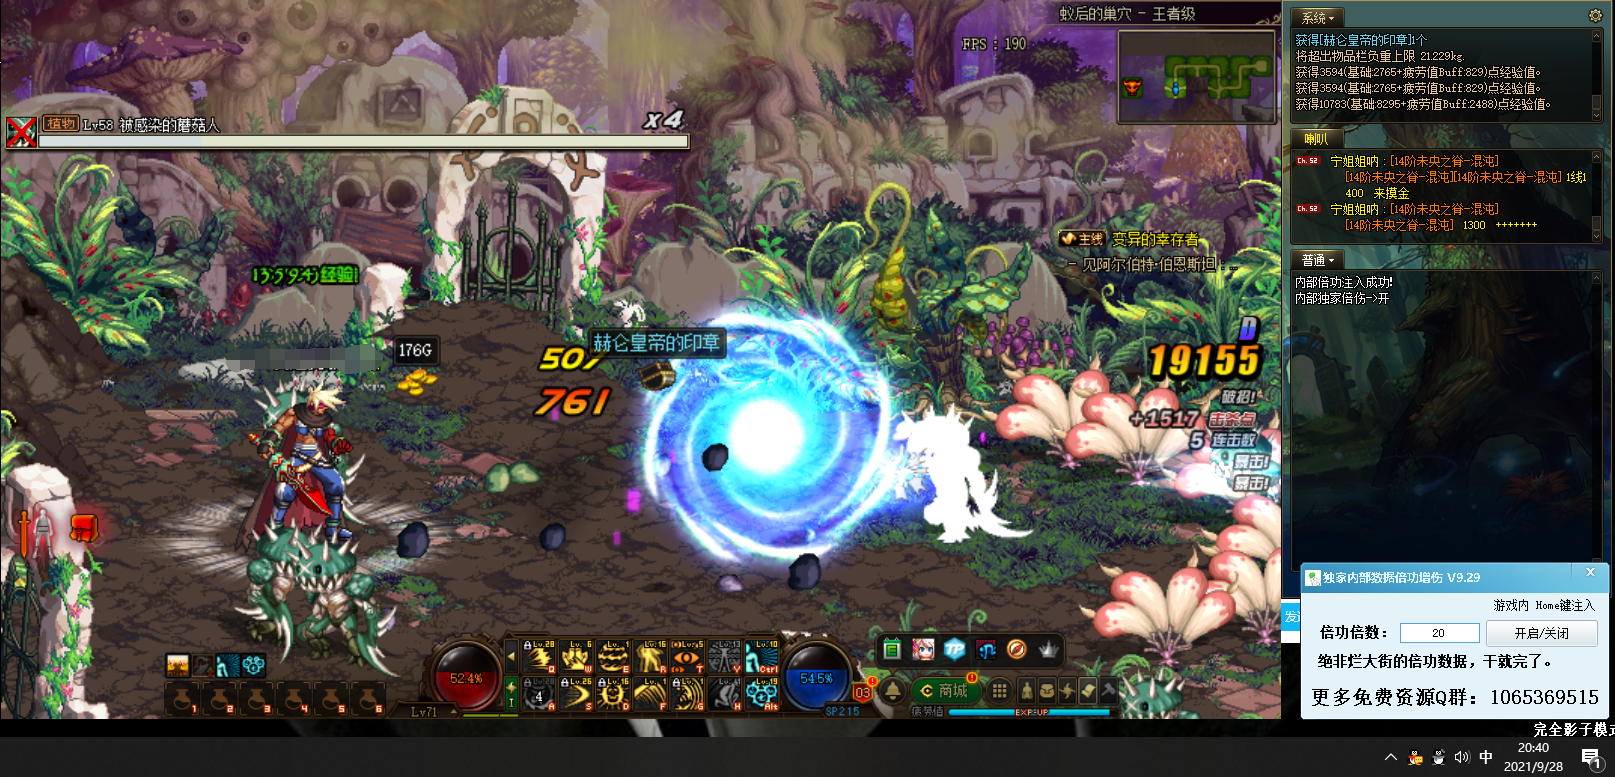 蚁后的巢穴 - 王者级
FPS : 190
植物 Lv58 被感染的蘑菇人
x4
主线 变异的幸存者
- 见阿尔伯特·伯恩斯坦 : ...
176G
赫仑皇帝的印章
507
761
D
19155
破招!
+1517 击杀点
5 连击数
暴击!
暴击!
52.4%
54.5%
Lv71
SP215
03
商城
疲劳值
EXP-UP
系统
获得[赫仑皇帝的印章]1个
将超出物品栏负重上限 21.229kg.
获得3594(基础:2765+疲劳值Buff:829)点经验值。
获得3594(基础:2765+疲劳值Buff:829)点经验值。
获得10783(基础:8295+疲劳值Buff:2488)点经验值。
喇叭
Ch.52 宁姐姐呐 : [14阶未央之脊-混沌]
[14阶未央之脊-混沌][14阶未央之脊-混沌] 1线1
400 来摸金
Ch.52 宁姐姐呐 : [14阶未央之脊-混沌]
[14阶未央之脊-混沌] 1300 +++++++
普通
内部倍功注入成功!
内部独家倍伤->开
独家内部数据倍功增伤 V9.29
游戏内 Home键注入
倍功倍数： 20 开启/关闭
绝非烂大街的倍功数据，干就完了。
更多免费资源Q群：1065369515
完全影子模式
中
20:40
2021/9/28